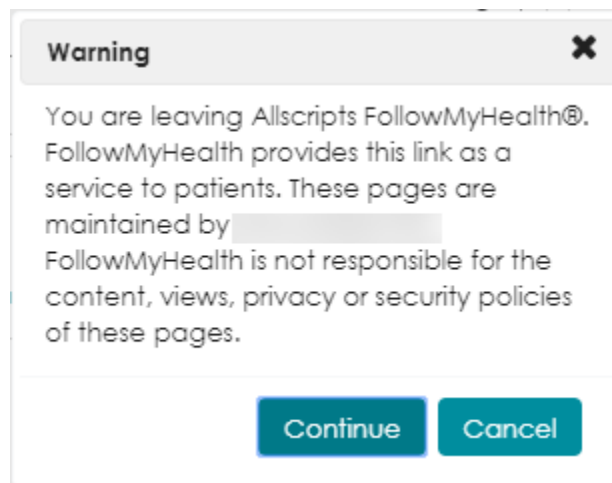 Warning
You are leaving Allscripts FollowMyHealth®.
FollowMyHealth provides this link as a
service to patients. These pages are
maintained by
FollowMyHealth is not responsible for the
content, views, privacy or security policies
of these pages.
Continue Cancel